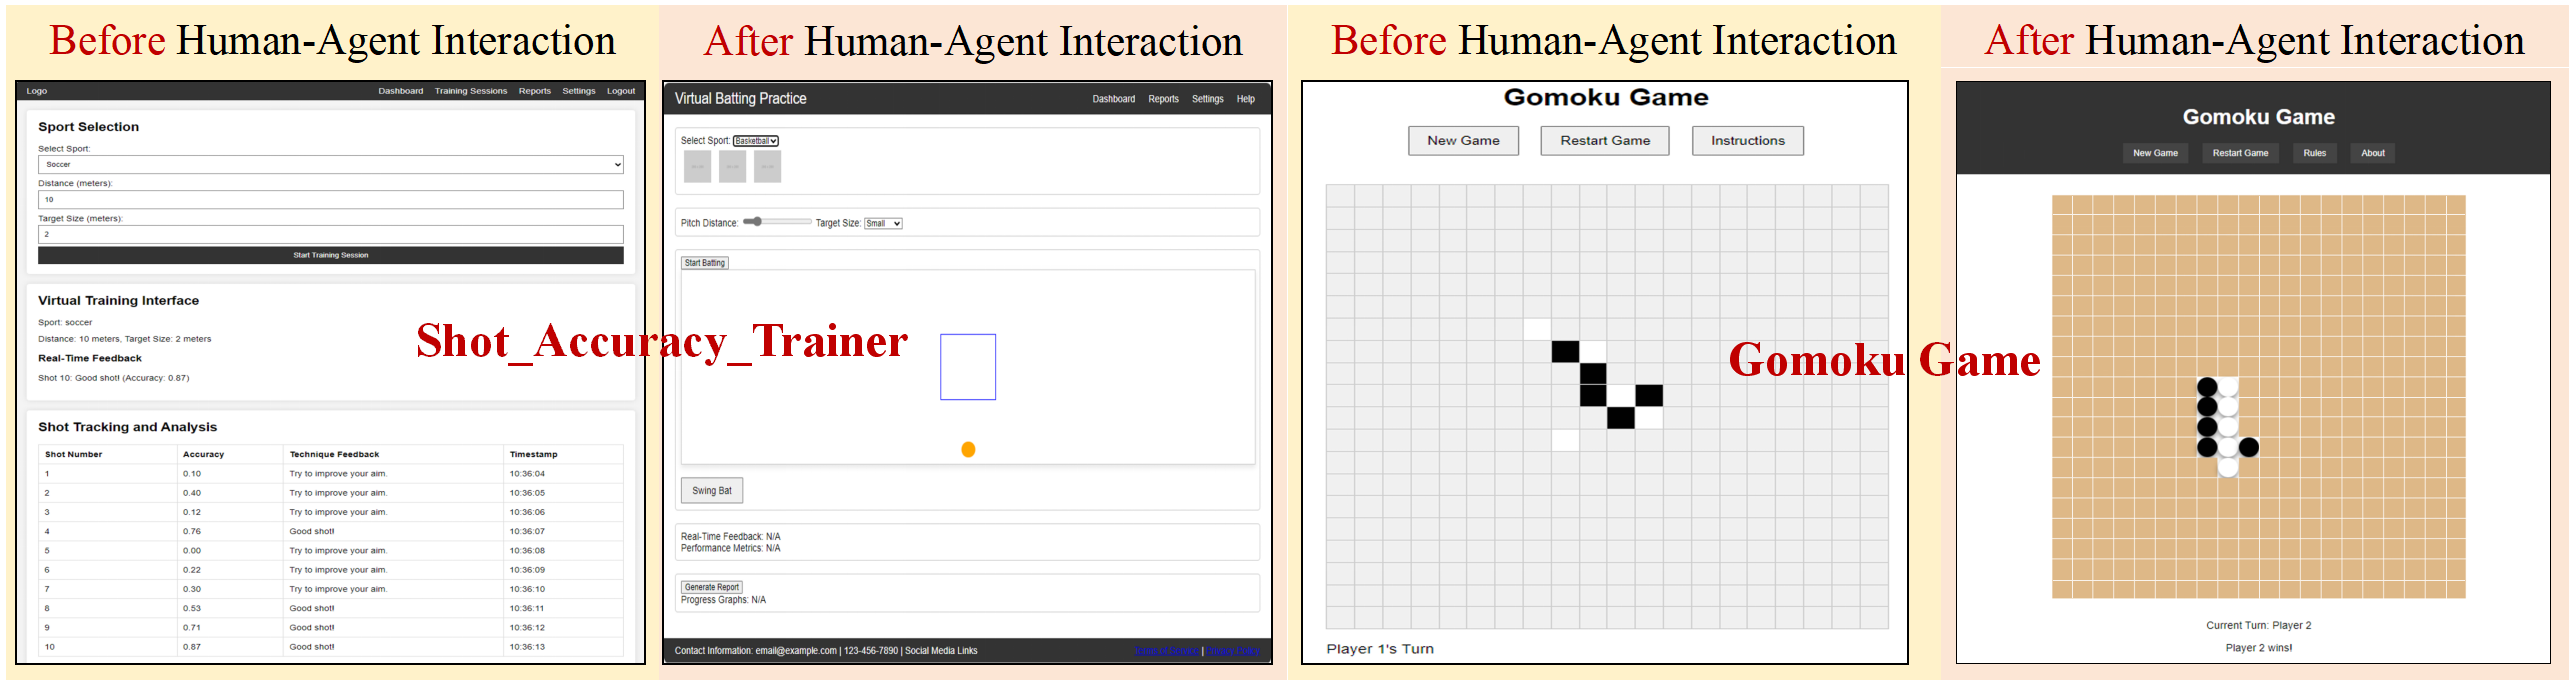 Before Human-Agent Interaction
Logo Dashboard Training Sessions Reports Settings Logout
Sport Selection
Select Sport:
Soccer
Distance (meters):
10
Target Size (meters):
2
Start Training Session
Virtual Training Interface
Sport: soccer
Distance: 10 meters, Target Size: 2 meters
Real-Time Feedback
Shot 10: Good shot! (Accuracy: 0.87)
Shot Tracking and Analysis
Shot Number Accuracy Technique Feedback Timestamp
1 0.10 Try to improve your aim. 10:36:04
2 0.40 Try to improve your aim. 10:36:05
3 0.12 Try to improve your aim. 10:36:06
4 0.76 Good shot! 10:36:07
5 0.00 Try to improve your aim. 10:36:08
6 0.22 Try to improve your aim. 10:36:09
7 0.30 Try to improve your aim. 10:36:10
8 0.53 Good shot! 10:36:11
9 0.71 Good shot! 10:36:12
10 0.87 Good shot! 10:36:13
Shot_Accuracy_Trainer
After Human-Agent Interaction
Virtual Batting Practice Dashboard Reports Settings Help
Select Sport: Basketball
Pitch Distance: Target Size: Small
Start Batting
Swing Bat
Real-Time Feedback: N/A
Performance Metrics: N/A
Generate Report
Progress Graphs: N/A
Contact Information: email@example.com | 123-456-7890 | Social Media Links Terms of Service | Privacy Policy
Before Human-Agent Interaction
Gomoku Game
New Game Restart Game Instructions
Player 1's Turn
Gomoku Game
After Human-Agent Interaction
Gomoku Game
New Game Restart Game Rules About
Current Turn: Player 2
Player 2 wins!